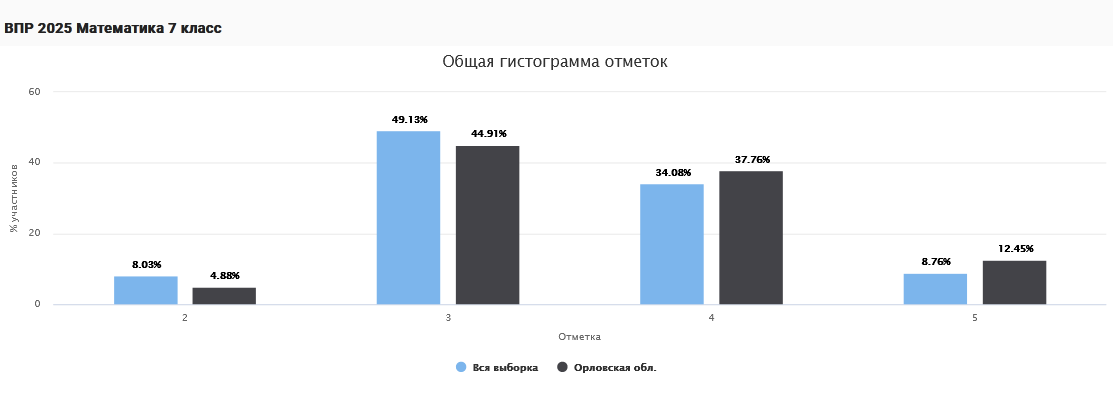 ВПР 2025 Математика 7 класс
Общая гистограмма отметок
% участников
60
40
20
0
8.03%
4.88%
49.13%
44.91%
34.08%
37.76%
8.76%
12.45%
2
3
4
5
Отметка
Вся выборка
Орловская обл.